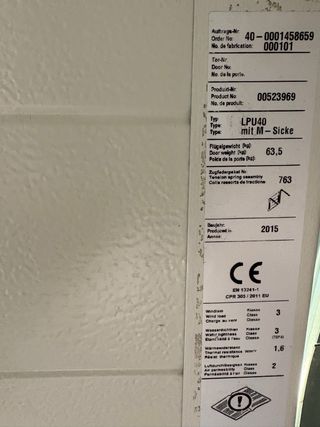 Auftrags-Nr
Order No: 40-0001458659
No. de fabrication: 000101
Tor-Nr
Door No:
No de la porte.
Produkt-Nr
Product No 00523969
No. de produit:
Typ LPU40
Type: mit M-Sicke
Type:
Flügelgewicht (kg)
Door weight (kg) 63,5
Poids de la porte (kg)
Zugfederpaket Nr.
Tension spring assembly 763
Colis ressorts de tractions
Baujahr:
Produced in: 2015
Année:
CE
EN 13241-1
CPR 305 / 2011 EU
Windlast Klasse
Wind load Class 3
Charge au vent Classe
Wasserdichtheit Klasse 3
Water tightness Class
Etanchéité à l'eau Classe
Wärmewiderstand
Thermal resistance 1.6
Résist. thermique
Luftdurchlässigkeit Klasse
Air permeability Class 2
Perméabilité à l'air Classe